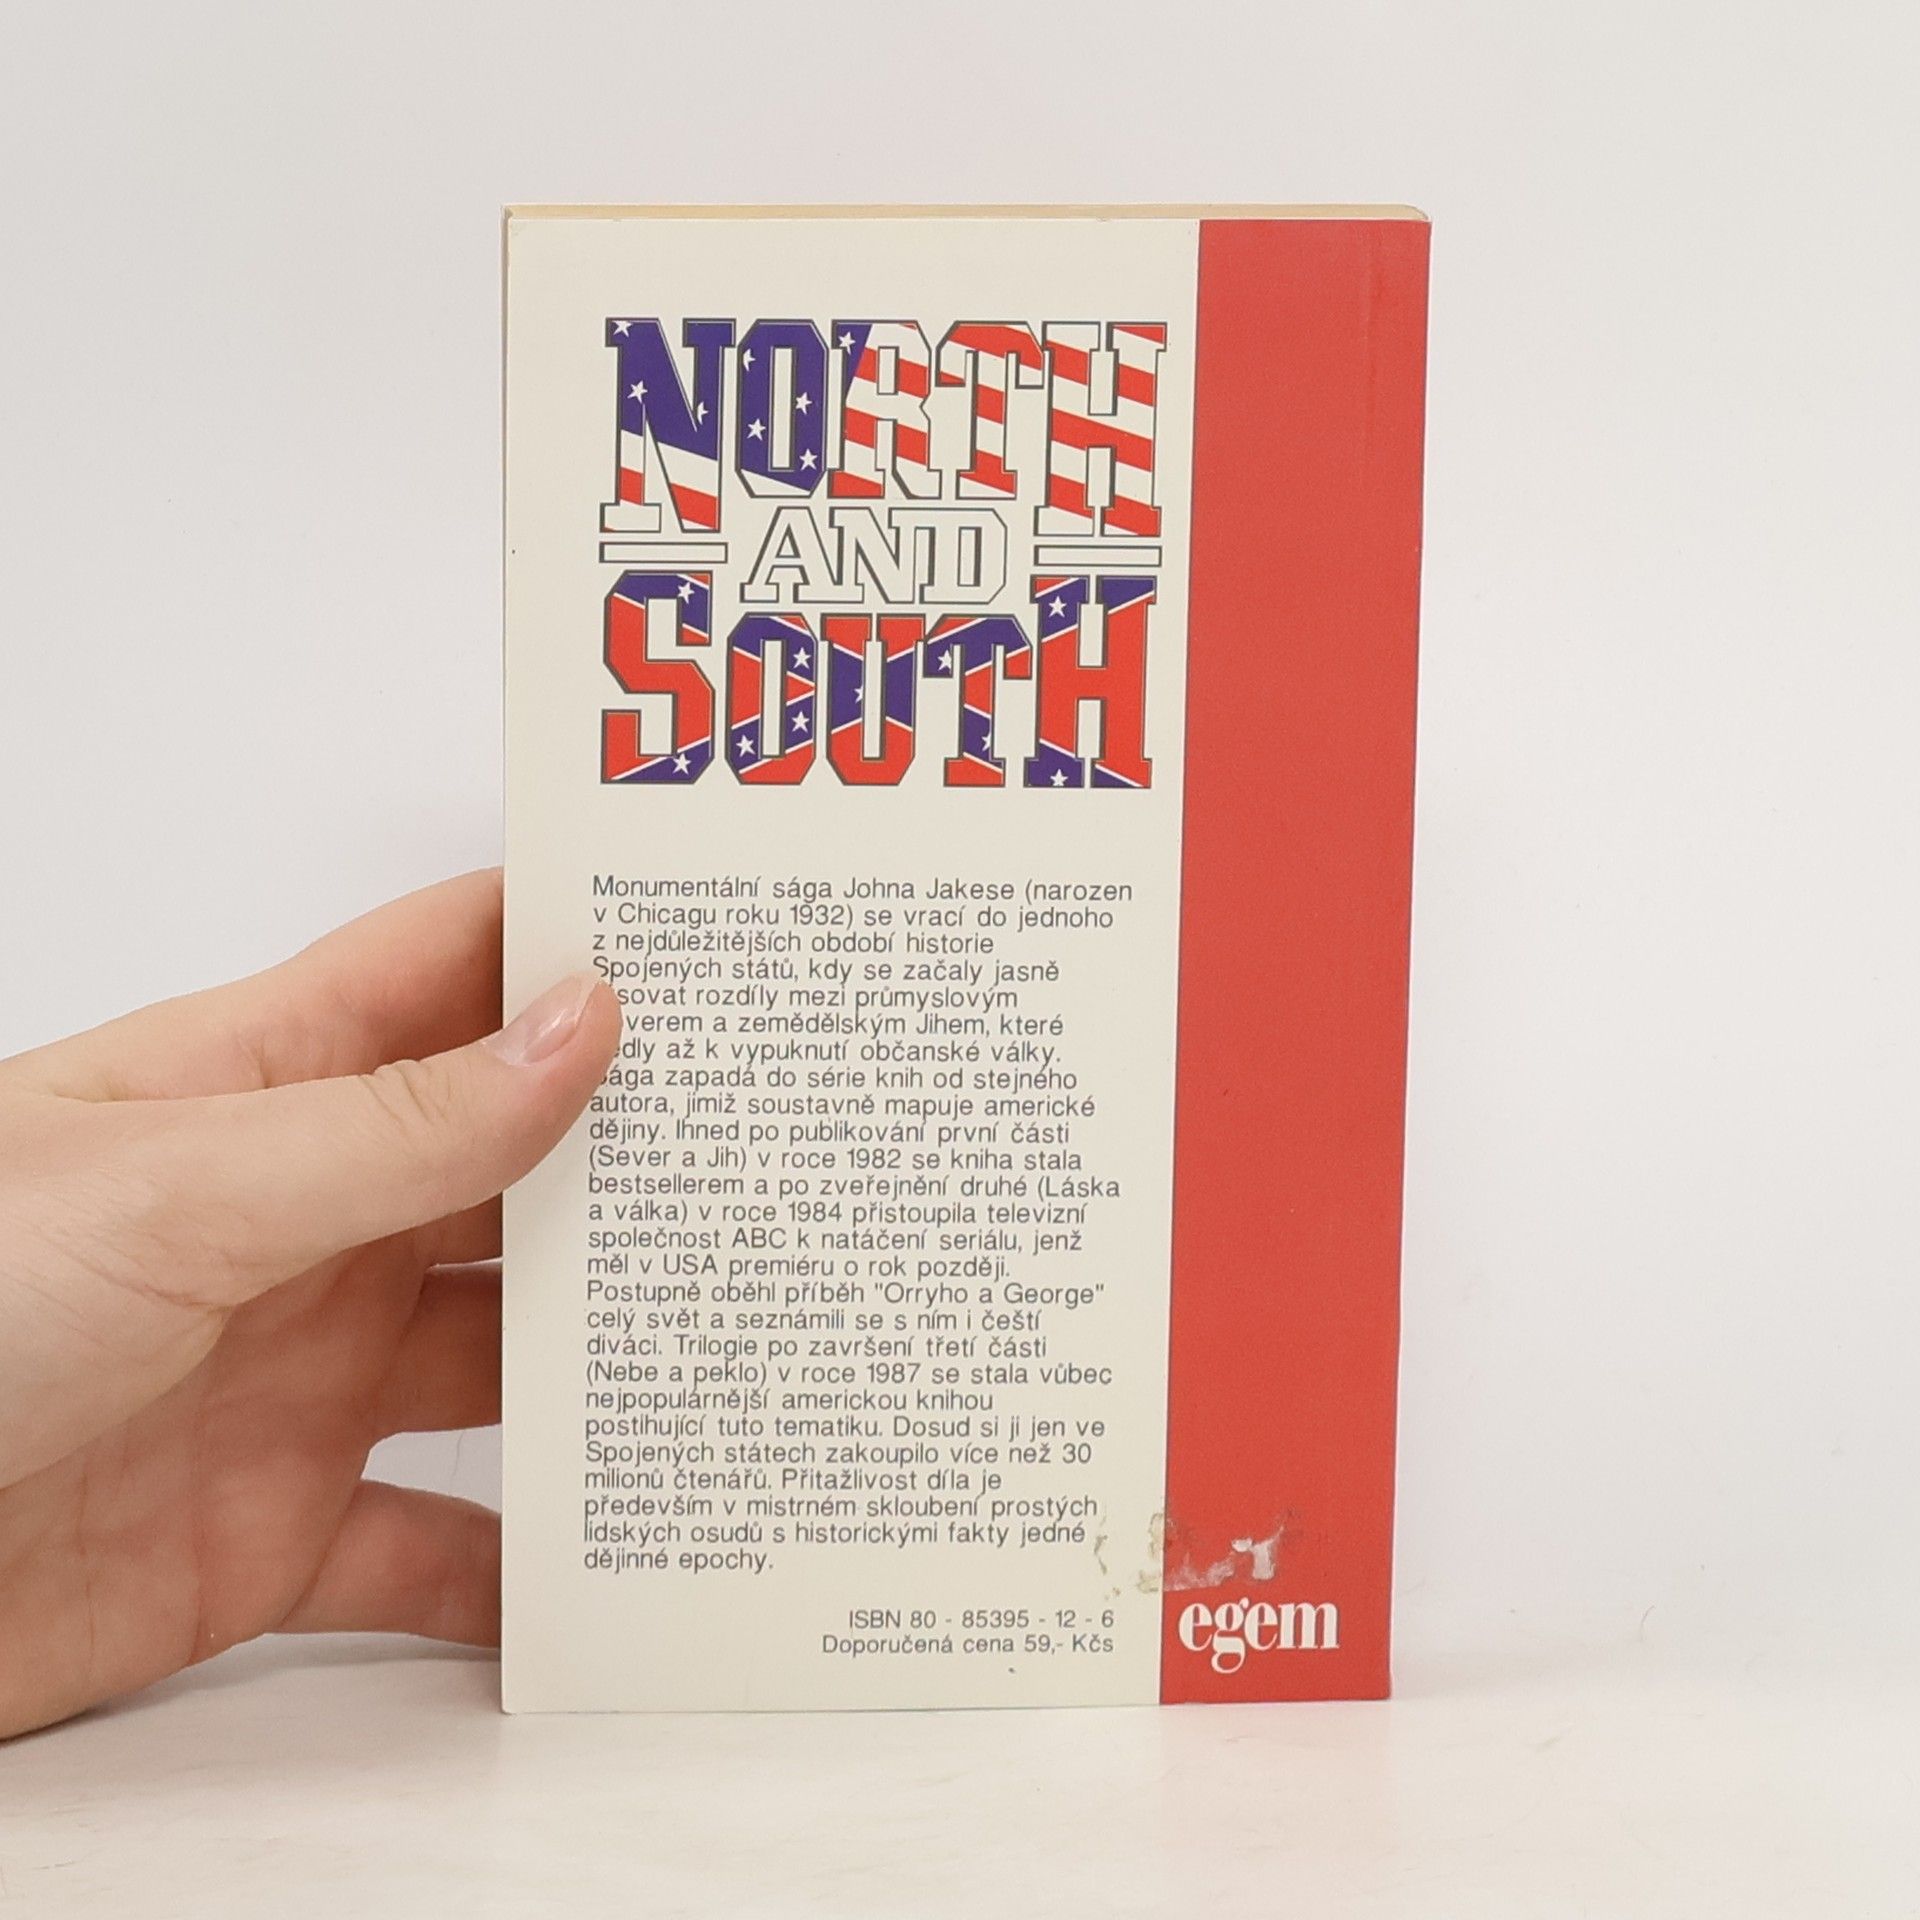 NORTH
AND
SOUTH
Monumentální sága Johna Jakese (narozen
v Chicagu roku 1932) se vrací do jednoho
z nejdůležitějších období historie
Spojených států, kdy se začaly jasně
rozdíly mezi průmyslovým
a zemědělským Jihem, které
až k vypuknutí občanské války.
zapadá do série knih od stejného
autora, jimiž soustavně mapuje americké
dějiny. Ihned po publikování první části
(Sever a Jih) v roce 1982 se kniha stala
bestsellerem a po zveřejnění druhé (Láska
a válka) v roce 1984 přistoupila televizní
společnost ABC k natáčení seriálu, jenž
měl v USA premiéru o rok později.
Postupně oběhl příběh "Orryho a George"
celý svět a seznámili se s ním i čeští
diváci. Trilogie po završení třetí části
(Nebe a peklo) v roce 1987 se stala vůbec
nejpopulárnější americkou knihou
postihující tuto tematiku. Dosud si ji jen ve
Spojených státech zakoupilo více než 30
milionů čtenářů. Přitažlivost díla je
především v mistrném skloubení prostých
lidských osudů s historickými fakty jedné
dějinné epochy.
ISBN 80 - 85395 - 12 - 6
Doporučená cena 59,- Kčs
egem